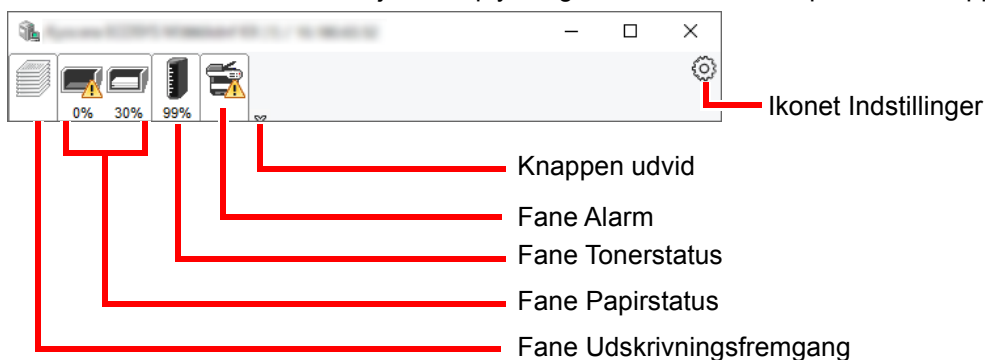 0% 30% 99%
Ikonet Indstillinger
Knappen udvid
Fane Alarm
Fane Tonerstatus
Fane Papirstatus
Fane Udskrivningsfremgang